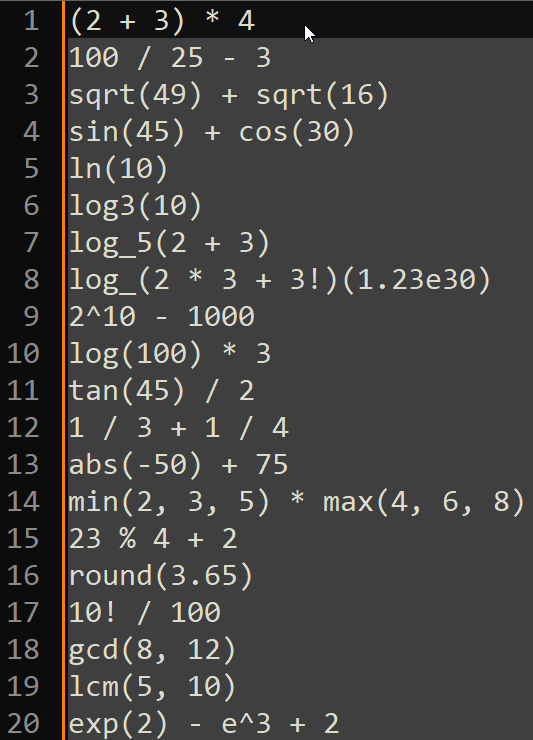 1 (2 + 3) * 4
2 100 / 25 - 3
3 sqrt(49) + sqrt(16)
4 sin(45) + cos(30)
5 ln(10)
6 log3(10)
7 log_5(2 + 3)
8 log_(2 * 3 + 3!)(1.23e30)
9 2^10 - 1000
10 log(100) * 3
11 tan(45) / 2
12 1 / 3 + 1 / 4
13 abs(-50) + 75
14 min(2, 3, 5) * max(4, 6, 8)
15 23 % 4 + 2
16 round(3.65)
17 10! / 100
18 gcd(8, 12)
19 lcm(5, 10)
20 exp(2) - e^3 + 2